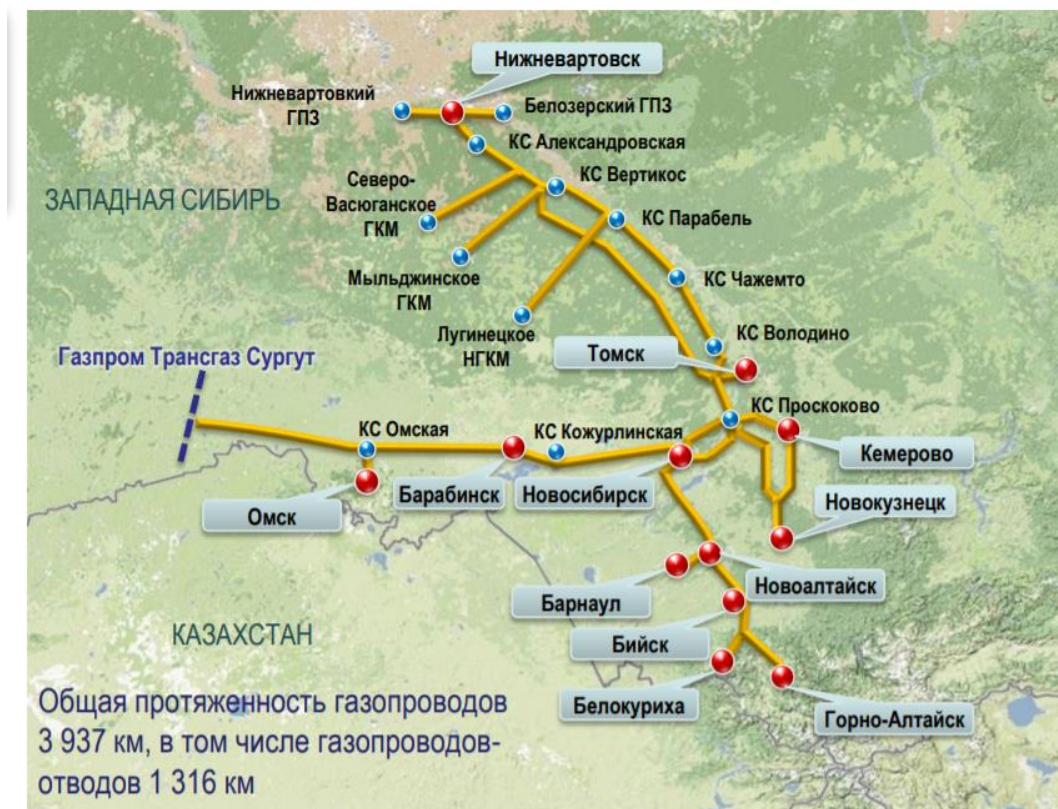 Нижневартовск
Нижневартовкий
ГПЗ
Белозерский ГПЗ
КС Александровская
КС Вертикос
Северо-
Васюганское
ГКМ
ЗАПАДНАЯ СИБИРЬ
КС Парабель
Мыльджинское
ГКМ
КС Чажемто
Лугинецкое
НГКМ
КС Володино
Томск
Газпром Трансгаз Сургут
КС Проскоково
КС Омская
КС Кожурлинская
Кемерово
Барабинск
Новосибирск
Омск
Новокузнецк
Новоалтайск
Барнаул
Бийск
КАЗАХСТАН
Белокуриха
Горно-Алтайск
Общая протяженность газопроводов
3 937 км, в том числе газопроводов-
отводов 1 316 км